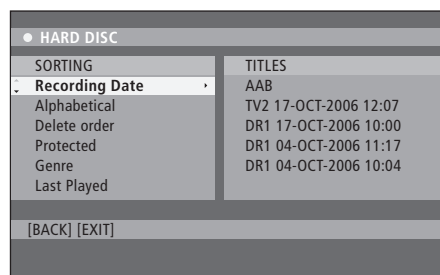 HARD DISC
SORTING
Recording Date
Alphabetical
Delete order
Protected
Genre
Last Played
TITLES
AAB
TV2 17-OCT-2006 12:07
DR1 17-OCT-2006 10:00
DR1 04-OCT-2006 11:17
DR1 04-OCT-2006 10:04
[BACK] [EXIT]